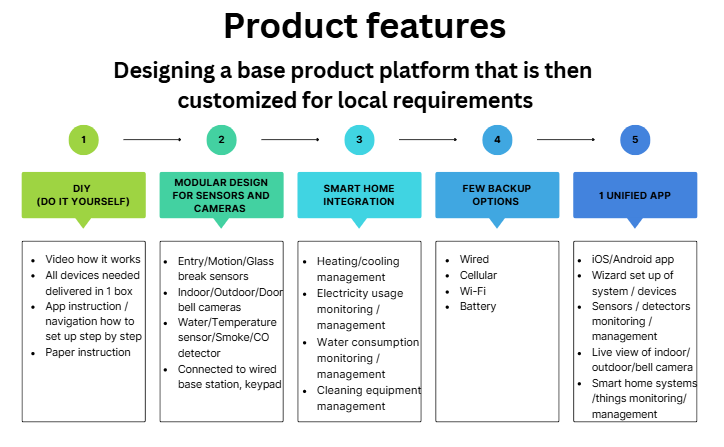 Product features
Designing a base product platform that is then
customized for local requirements
1
2
3
4
5
DIY
(DO IT YOURSELF)
MODULAR DESIGN
FOR SENSORS AND
CAMERAS
SMART HOME
INTEGRATION
FEW BACKUP
OPTIONS
1 UNIFIED APP
• Video how it works
• All devices needed
delivered in 1 box
• App instruction /
navigation how to
set up step by step
• Paper instruction
• Entry/Motion/Glass
break sensors
• Indoor/Outdoor/Door
bell cameras
• Water/Temperature
sensor/Smoke/CO
detector
• Connected to wired
base station, keypad
• Heating/cooling
management
• Electricity usage
monitoring /
management
• Water consumption
monitoring /
management
• Cleaning equipment
management
• Wired
• Cellular
• Wi-Fi
• Battery
• iOS/Android app
• Wizard set up of
system / devices
• Sensors / detectors
monitoring /
management
• Live view of indoor/
outdoor/bell camera
• Smart home systems
/things monitoring/
management